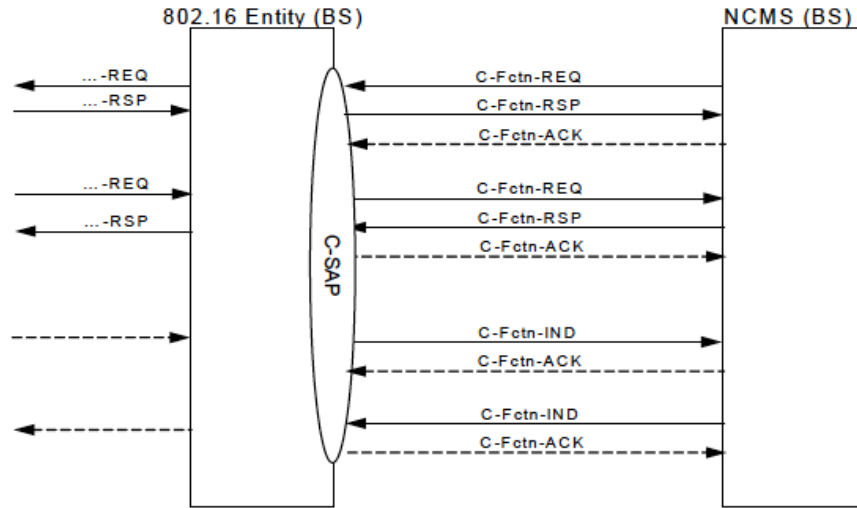 802.16 Entity (BS)
NCMS (BS)
...-REQ
C-Fctn-REQ
...-RSP
C-Fctn-RSP
C-Fctn-ACK
...-REQ
C-Fctn-REQ
...-RSP
C-Fctn-RSP
C-Fctn-ACK
C-SAP
C-Fctn-IND
C-Fctn-ACK
C-Fctn-IND
C-Fctn-ACK